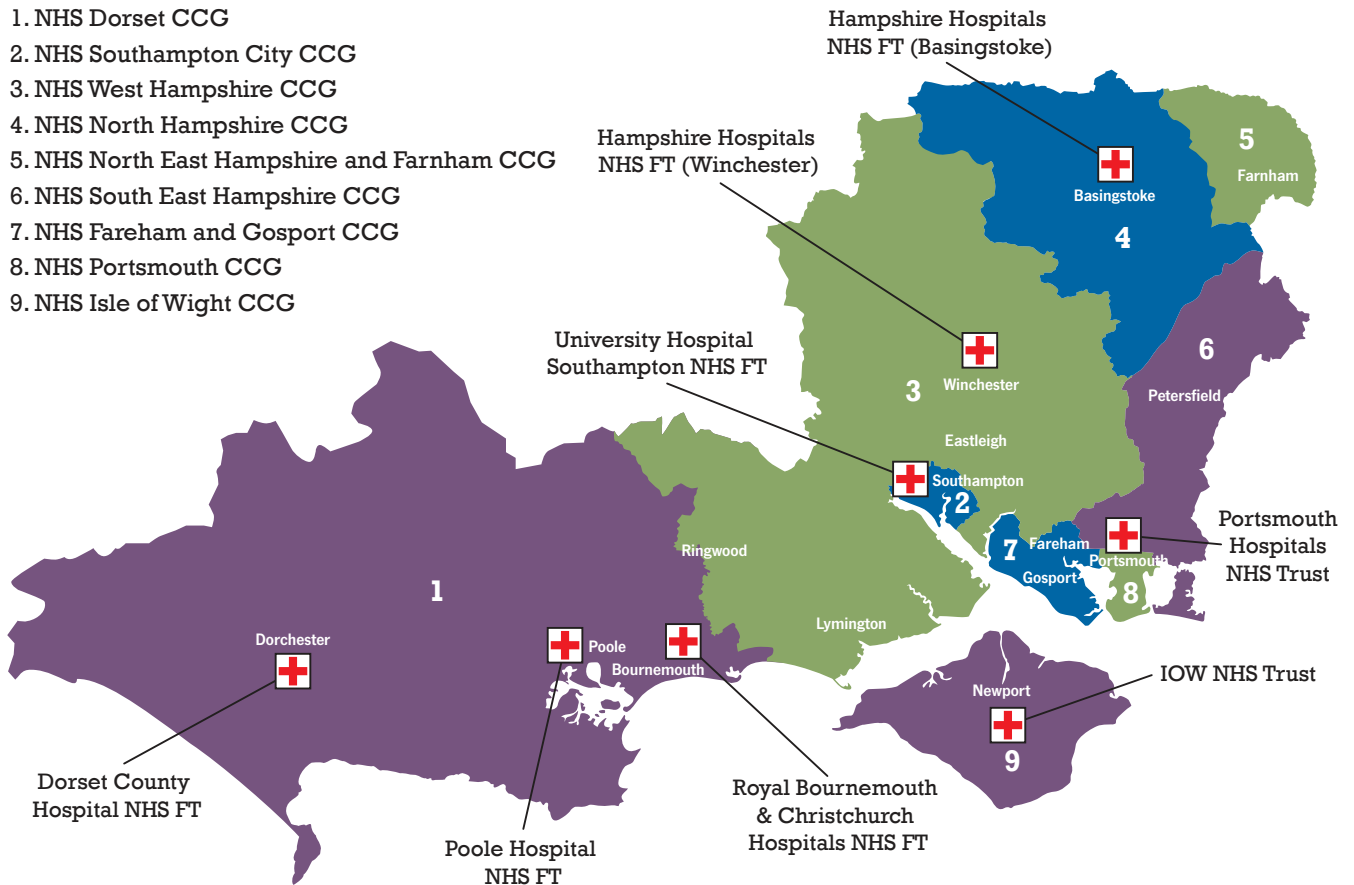 1. NHS Dorset CCG
2. NHS Southampton City CCG
3. NHS West Hampshire CCG
4. NHS North Hampshire CCG
5. NHS North East Hampshire and Farnham CCG
6. NHS South East Hampshire CCG
7. NHS Fareham and Gosport CCG
8. NHS Portsmouth CCG
9. NHS Isle of Wight CCG
Hampshire Hospitals
NHS FT (Basingstoke)
Hampshire Hospitals
NHS FT (Winchester)
University Hospital
Southampton NHS FT
5
Farnham
Basingstoke
4
6
Petersfield
3
Winchester
Eastleigh
Southampton
2
7
Fareham
Gosport
Portsmouth
8
Portsmouth
Hospitals
NHS Trust
Ringwood
Lymington
1
Dorchester
Poole
Bournemouth
Newport
9
IOW NHS Trust
Dorset County
Hospital NHS FT
Poole Hospital
NHS FT
Royal Bournemouth
& Christchurch
Hospitals NHS FT